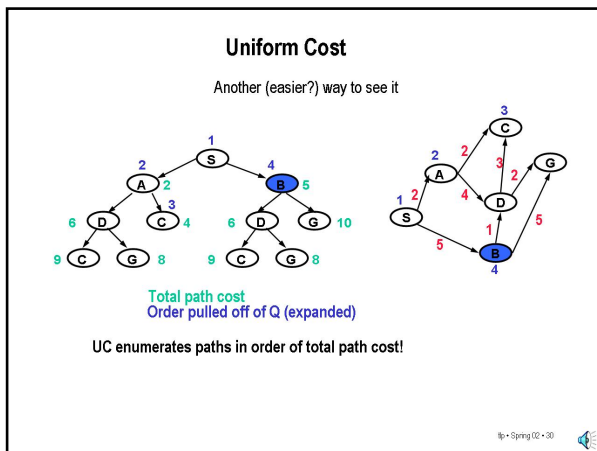 Uniform Cost
Another (easier?) way to see it
1
S
2
A
2
4
B
5
3
6
D
C
4
6
D
G
10
9
C
G
8
9
C
G
8
3
C
2
A
2
3
G
1
S
2
4
D
2
5
1
5
B
4
Total path cost
Order pulled off of Q (expanded)
UC enumerates paths in order of total path cost!
tlp • Spring 02 • 30